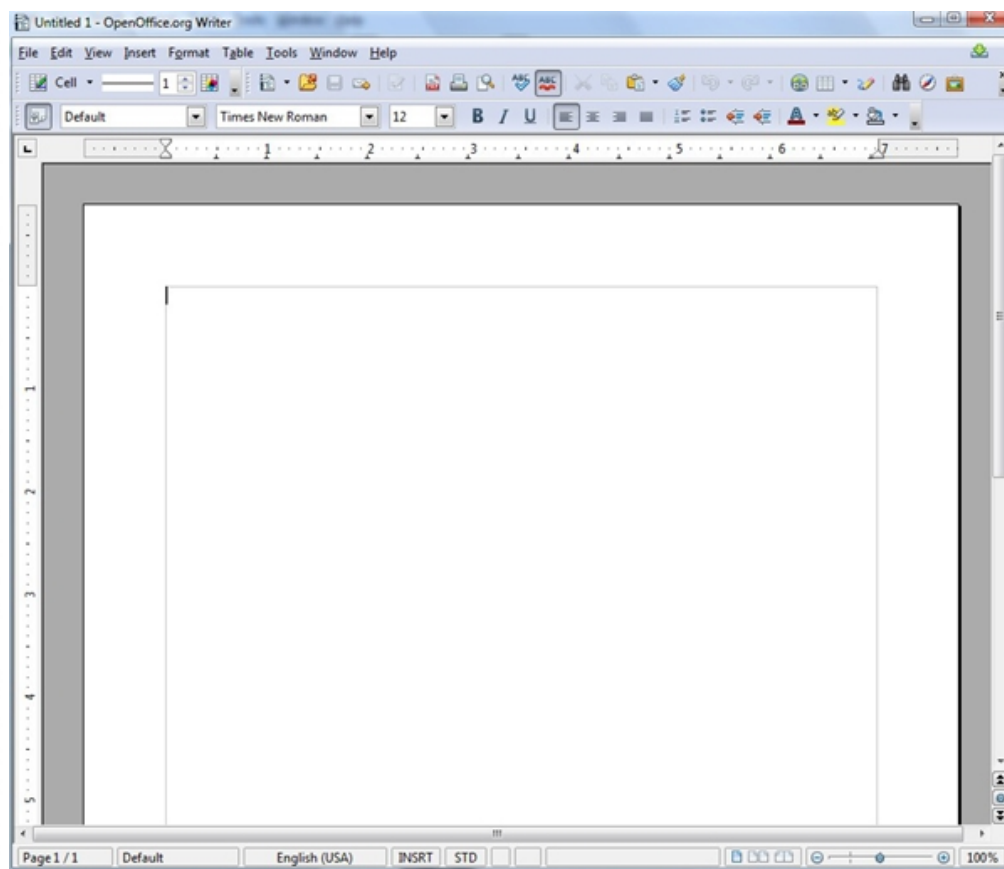 Untitled 1 - OpenOffice.org Writer
File Edit View Insert Format Table Tools Window Help
Cell 1 ABC ABC
Default Times New Roman 12 B I U A
1 2 3 4 5 6 7
1
2
3
4
5
Page 1 / 1 Default English (USA) INSRT STD 100%